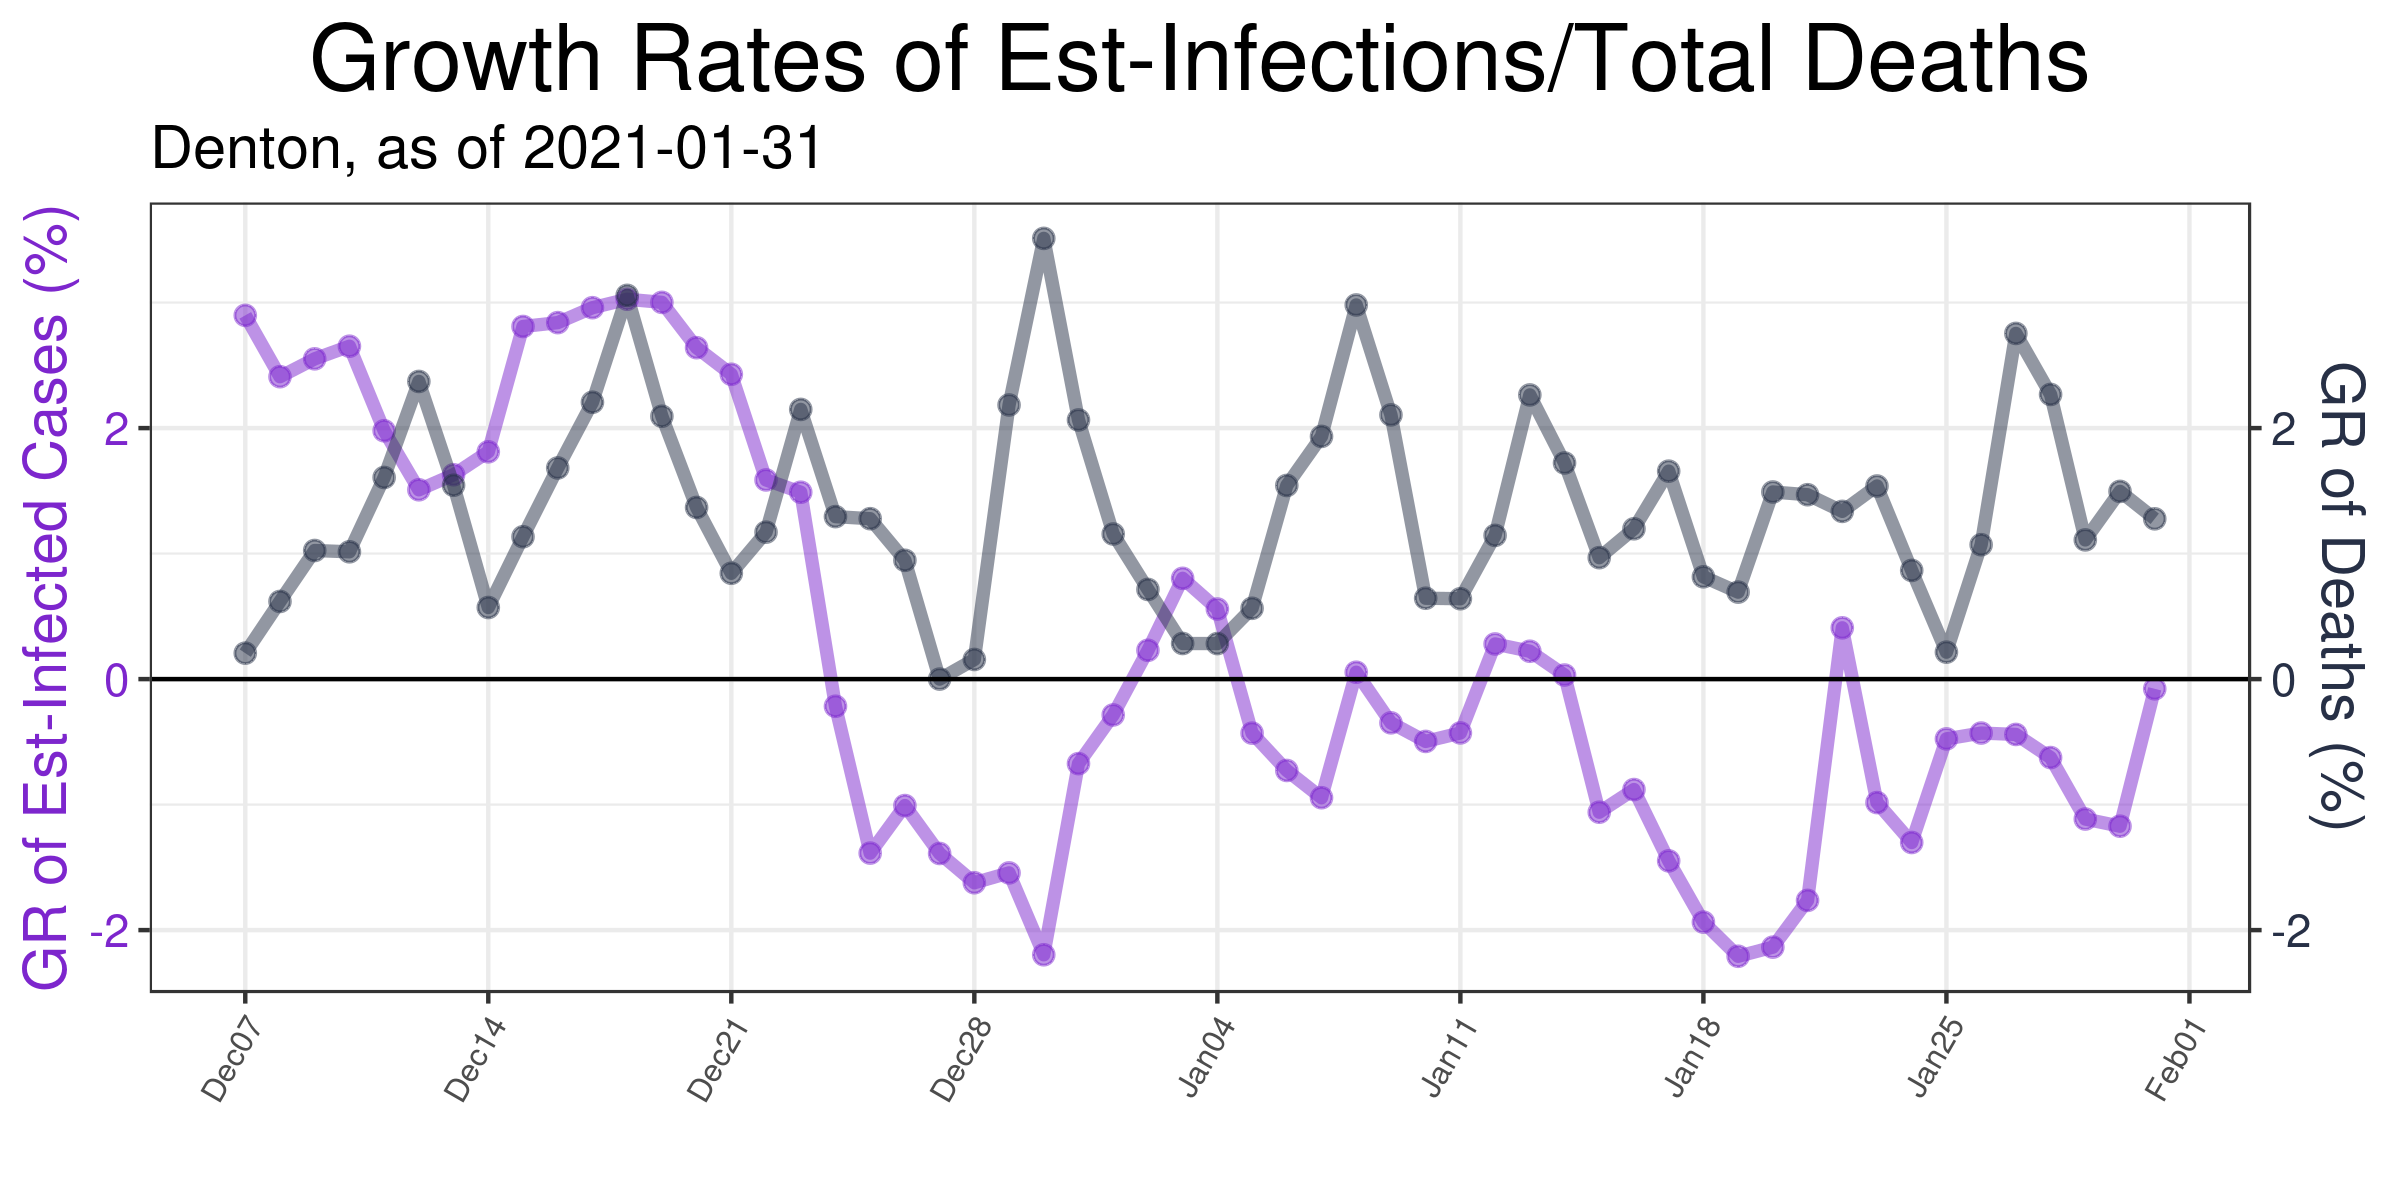 Growth Rates of Est-Infections/Total Deaths
Denton, as of 2021-01-31
GR of Est-Infected Cases (%)
2
0
-2
2
0
-2
GR of Deaths (%)
Dec07
Dec14
Dec21
Dec28
Jan04
Jan11
Jan18
Jan25
Feb01